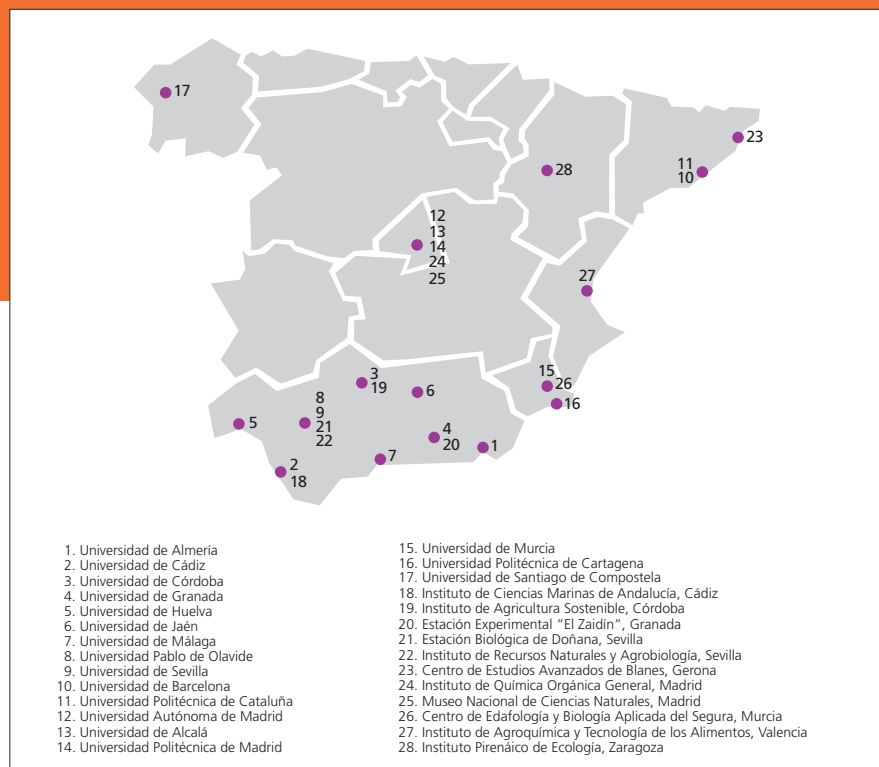 17
23
11
10
28
12
13
14
24
25
27
3
19
15
26
6
16
8
9
21
22
5
4
20
1
7
2
18
1. Universidad de Almería
2. Universidad de Cádiz
3. Universidad de Córdoba
4. Universidad de Granada
5. Universidad de Huelva
6. Universidad de Jaén
7. Universidad de Málaga
8. Universidad Pablo de Olavide
9. Universidad de Sevilla
10. Universidad de Barcelona
11. Universidad Politécnica de Cataluña
12. Universidad Autónoma de Madrid
13. Universidad de Alcalá
14. Universidad Politécnica de Madrid
15. Universidad de Murcia
16. Universidad Politécnica de Cartagena
17. Universidad de Santiago de Compostela
18. Instituto de Ciencias Marinas de Andalucía, Cádiz
19. Instituto de Agricultura Sostenible, Córdoba
20. Estación Experimental “El Zaidín”, Granada
21. Estación Biológica de Doñana, Sevilla
22. Instituto de Recursos Naturales y Agrobiología, Sevilla
23. Centro de Estudios Avanzados de Blanes, Gerona
24. Instituto de Química Orgánica General, Madrid
25. Museo Nacional de Ciencias Naturales, Madrid
26. Centro de Edafología y Biología Aplicada del Segura, Murcia
27. Instituto de Agroquímica y Tecnología de los Alimentos, Valencia
28. Instituto Pirenáico de Ecología, Zaragoza